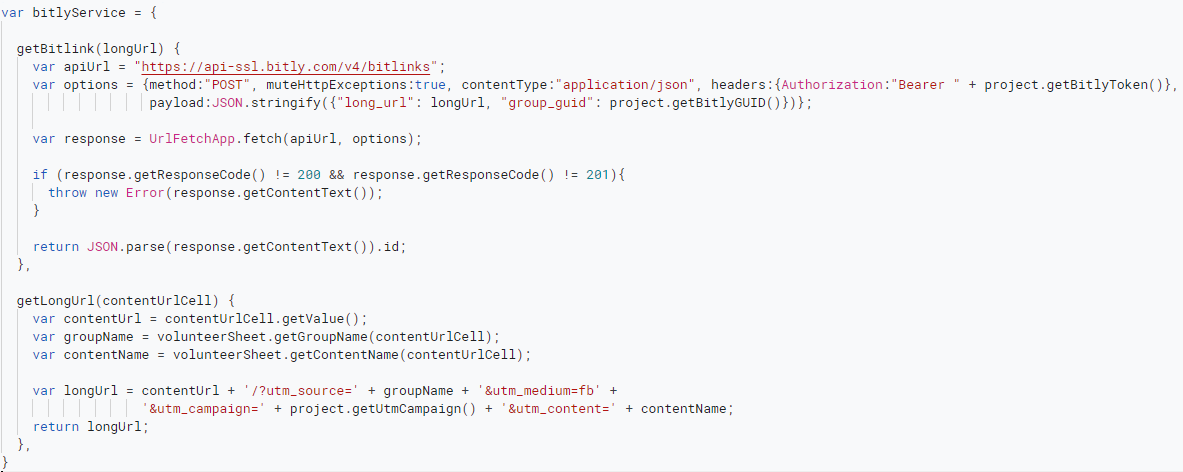 var bitlyService = {
getBitlink(longUrl) {
var apiUrl = "https://api-ssl.bitly.com/v4/bitlinks";
var options = {method:"POST", muteHttpExceptions:true, contentType:"application/json", headers:{Authorization:"Bearer " + project.getBitlyToken()},
payload:JSON.stringify({"long_url": longUrl, "group_guid": project.getBitlyGUID()})};
var response = UrlFetchApp.fetch(apiUrl, options);
if (response.getResponseCode() != 200 && response.getResponseCode() != 201){
throw new Error(response.getContentText());
}
return JSON.parse(response.getContentText()).id;
},
getLongUrl(contentUrlCell) {
var contentUrl = contentUrlCell.getValue();
var groupName = volunteerSheet.getGroupName(contentUrlCell);
var contentName = volunteerSheet.getContentName(contentUrlCell);
var longUrl = contentUrl + '/?utm_source=' + groupName + '&utm_medium=fb' +
'&utm_campaign=' + project.getUtmCampaign() + '&utm_content=' + contentName;
return longUrl;
},
}